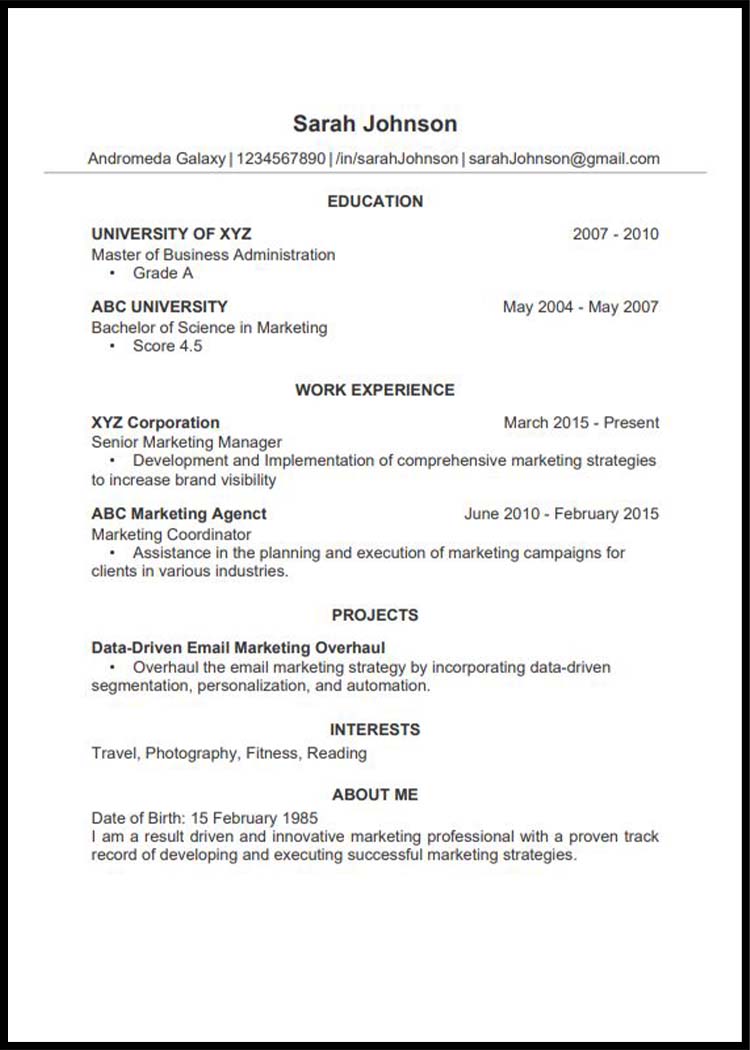 Sarah Johnson
Andromeda Galaxy | 1234567890 | /in/sarahJohnson | sarahJohnson@gmail.com
EDUCATION
UNIVERSITY OF XYZ 2007 - 2010
Master of Business Administration
• Grade A
ABC UNIVERSITY May 2004 - May 2007
Bachelor of Science in Marketing
• Score 4.5
WORK EXPERIENCE
XYZ Corporation March 2015 - Present
Senior Marketing Manager
• Development and Implementation of comprehensive marketing strategies
to increase brand visibility
ABC Marketing Agenct June 2010 - February 2015
Marketing Coordinator
• Assistance in the planning and execution of marketing campaigns for
clients in various industries.
PROJECTS
Data-Driven Email Marketing Overhaul
• Overhaul the email marketing strategy by incorporating data-driven
segmentation, personalization, and automation.
INTERESTS
Travel, Photography, Fitness, Reading
ABOUT ME
Date of Birth: 15 February 1985
I am a result driven and innovative marketing professional with a proven track
record of developing and executing successful marketing strategies.